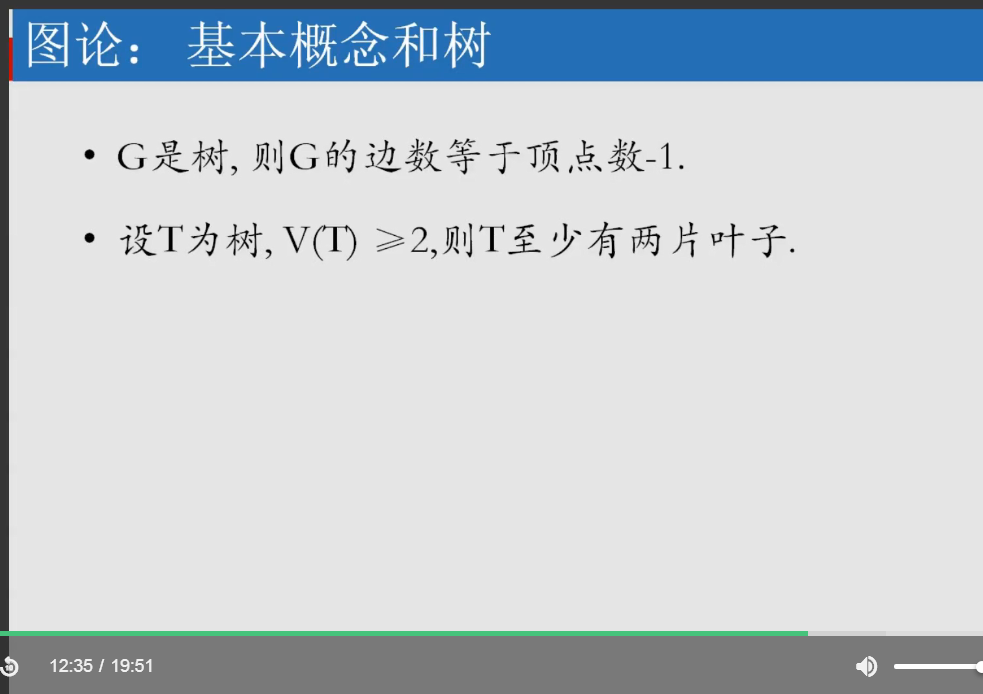 图论： 基本概念和树
• G是树, 则G的边数等于顶点数-1.
• 设T为树, V(T) ≥2,则T至少有两片叶子.
10
12:35 / 19:51